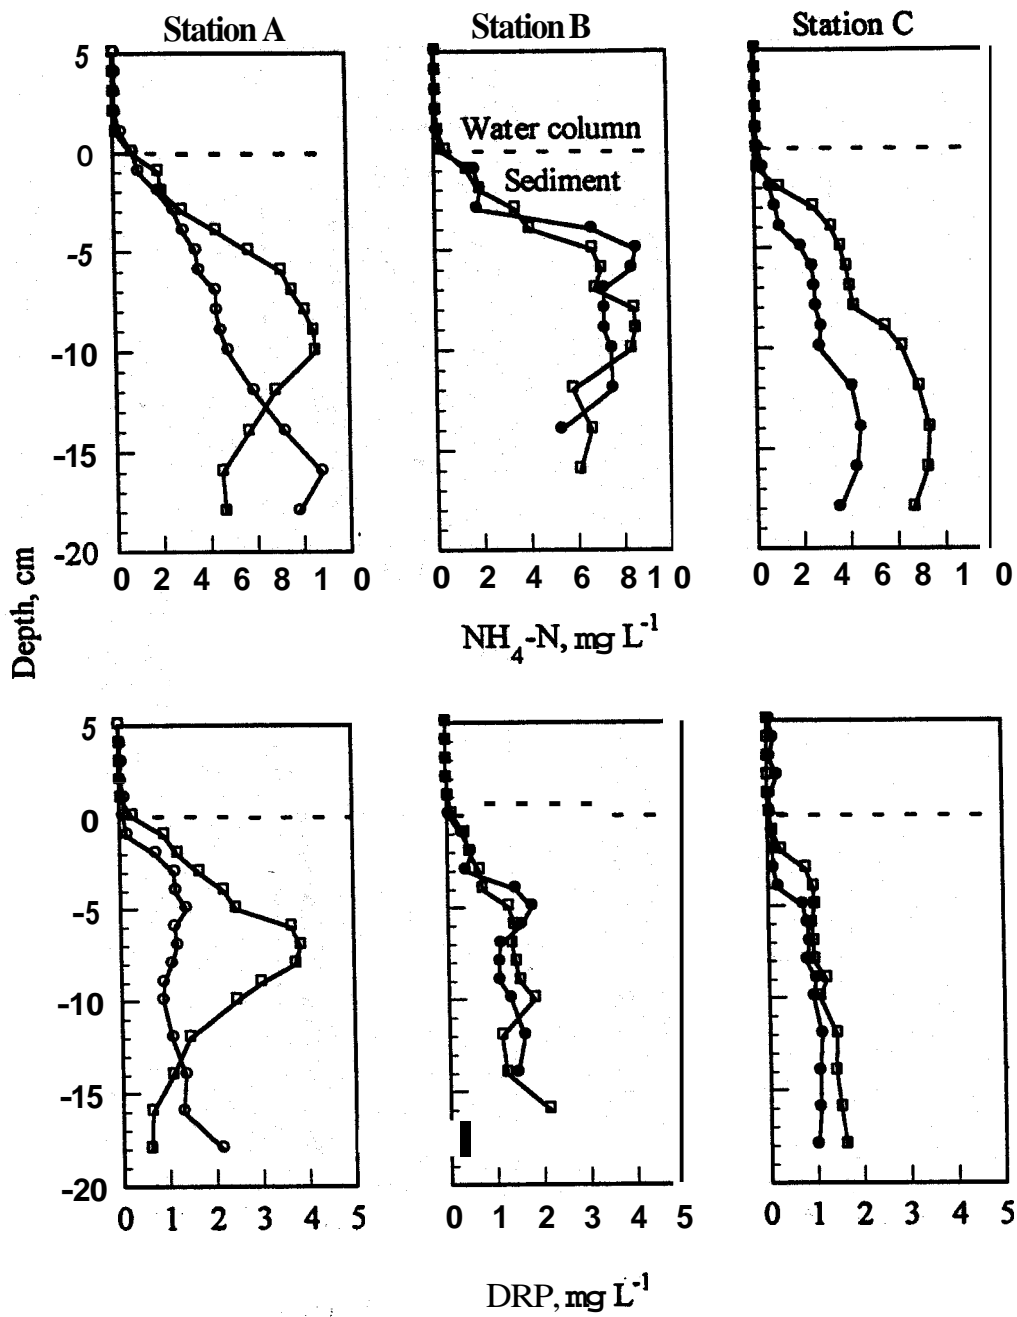 Station A Station B Station C
5
Water column
0
Sediment
-5
-10
-15
-20
0 2 4 6 8 1 0 0 2 4 6 8 1 0 0 2 4 6 8 1 0
Depth, cm
NH4-N, mg L-1
5
0
-5
-10
-15
-20
0 1 2 3 4 5 0 1 2 3 4 5 0 1 2 3 4 5
DRP, mg L-1